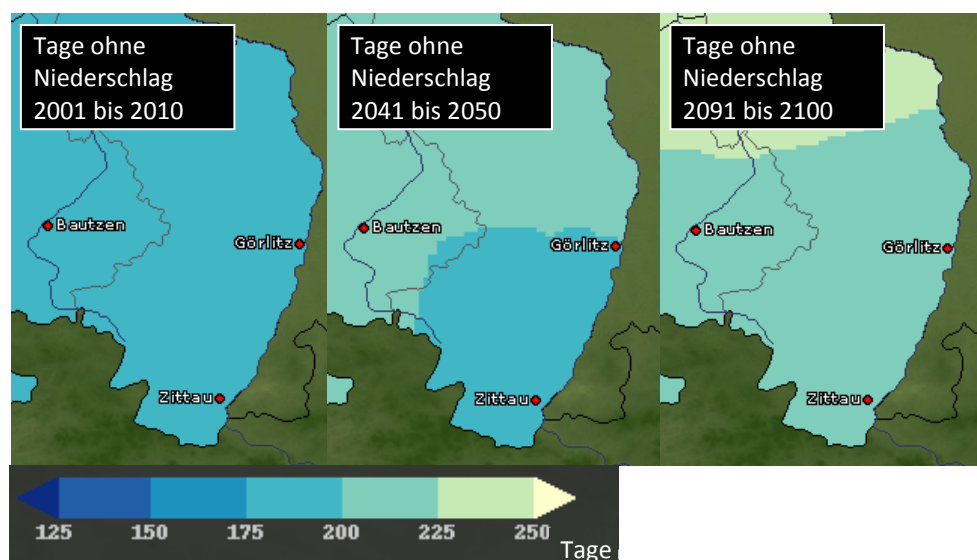 Tage ohne
Niederschlag
2001 bis 2010
Tage ohne
Niederschlag
2041 bis 2050
Tage ohne
Niederschlag
2091 bis 2100
Bautzen
Görlitz
Zittau
Bautzen
Görlitz
Zittau
Bautzen
Görlitz
Zittau
125 150 175 200 225 250
Tage